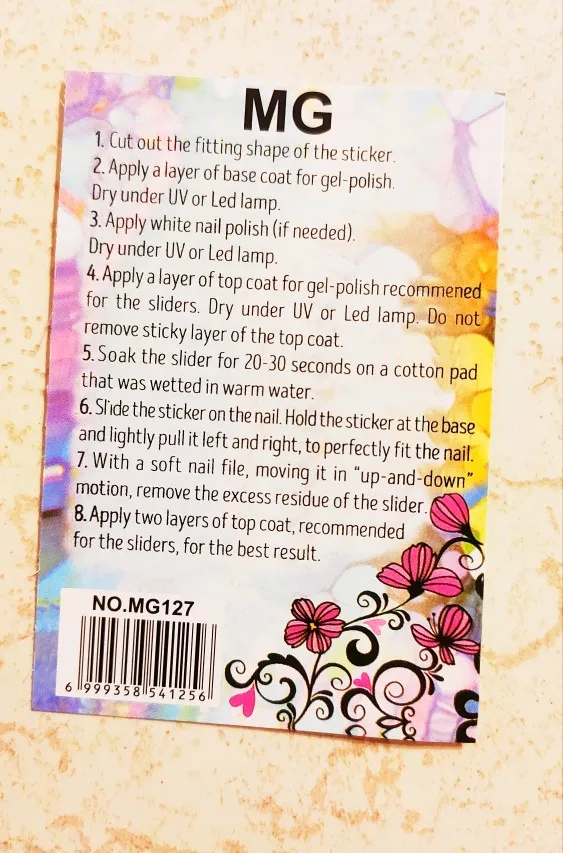 MG
1. Cut out the fitting shape of the sticker.
2. Apply a layer of base coat for gel-polish.
Dry under UV or Led lamp.
3. Apply white nail polish (if needed).
Dry under UV or Led lamp.
4. Apply a layer of top coat for gel-polish recommened
for the sliders. Dry under UV or Led lamp. Do not
remove sticky layer of the top coat.
5. Soak the slider for 20-30 seconds on a cotton pad
that was wetted in warm water.
6. Slide the sticker on the nail. Hold the sticker at the base
and lightly pull it left and right, to perfectly fit the nail.
7. With a soft nail file, moving it in “up-and-down”
motion, remove the excess residue of the slider.
8. Apply two layers of top coat, recommended
for the sliders, for the best result.
NO.MG127
6 999358 541256